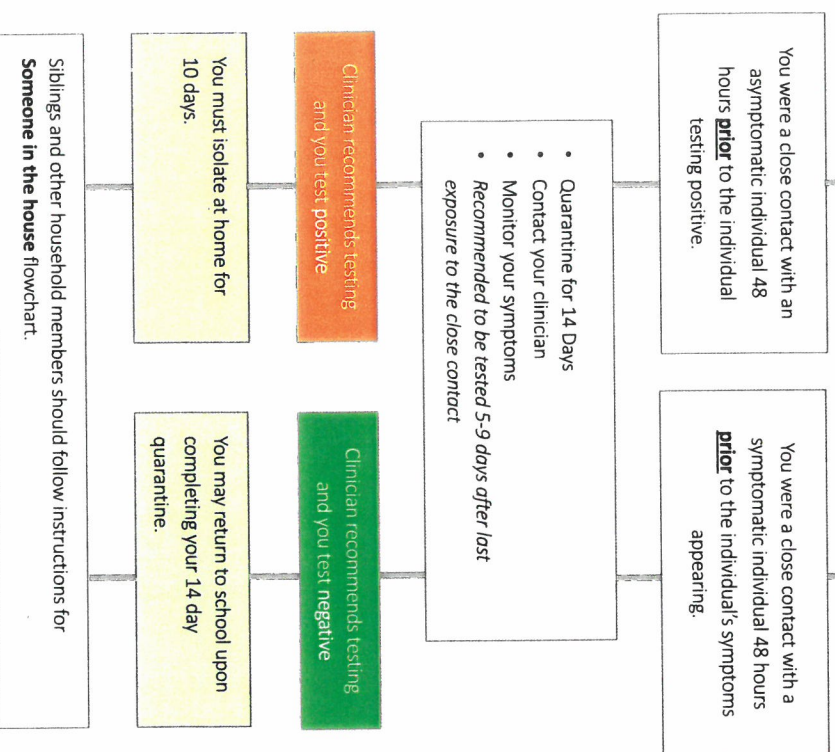 You were a close contact with an
asymptomatic individual 48
hours prior to the individual
testing positive.
You were a close contact with a
symptomatic individual 48 hours
prior to the individual's symptoms
appearing.
• Quarantine for 14 Days
• Contact your clinician
• Monitor your symptoms
• Recommended to be tested 5-9 days after last
exposure to the close contact
Clinician recommends testing
and you test positive
Clinician recommends testing
and you test negative
You must isolate at home for
10 days.
You may return to school upon
completing your 14 day
quarantine.
Siblings and other household members should follow instructions for
Someone in the house flowchart.